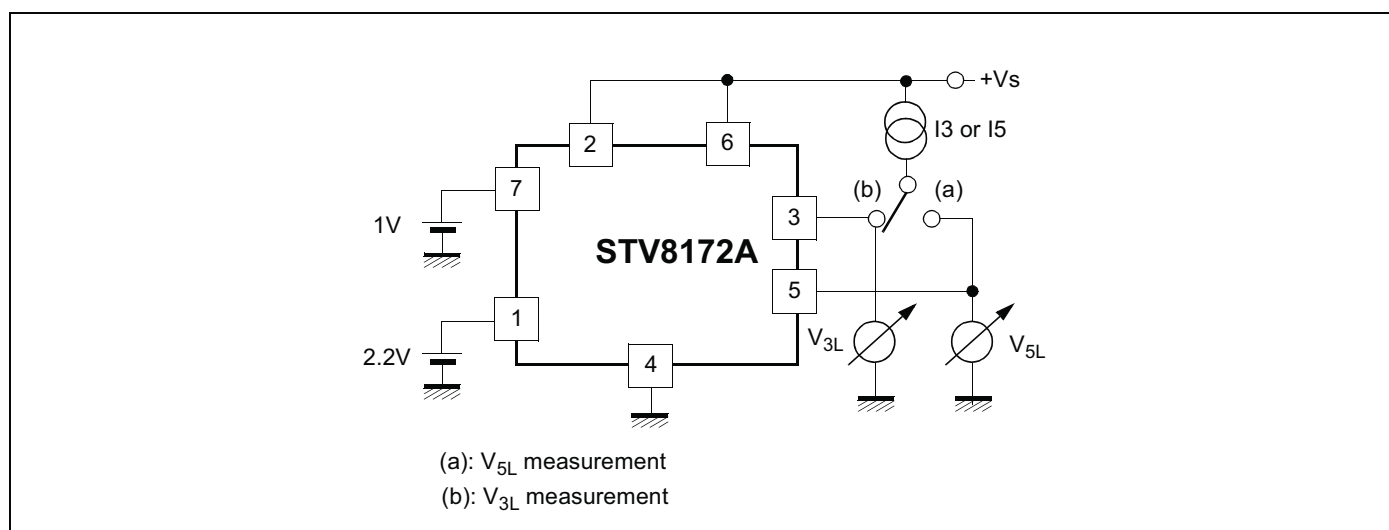 +Vs
I3 or I5
2
6
7
(b)
(a)
1V
3
STV8172A
5
1
V3L
V5L
2.2V
4
(a): V5L measurement
(b): V3L measurement